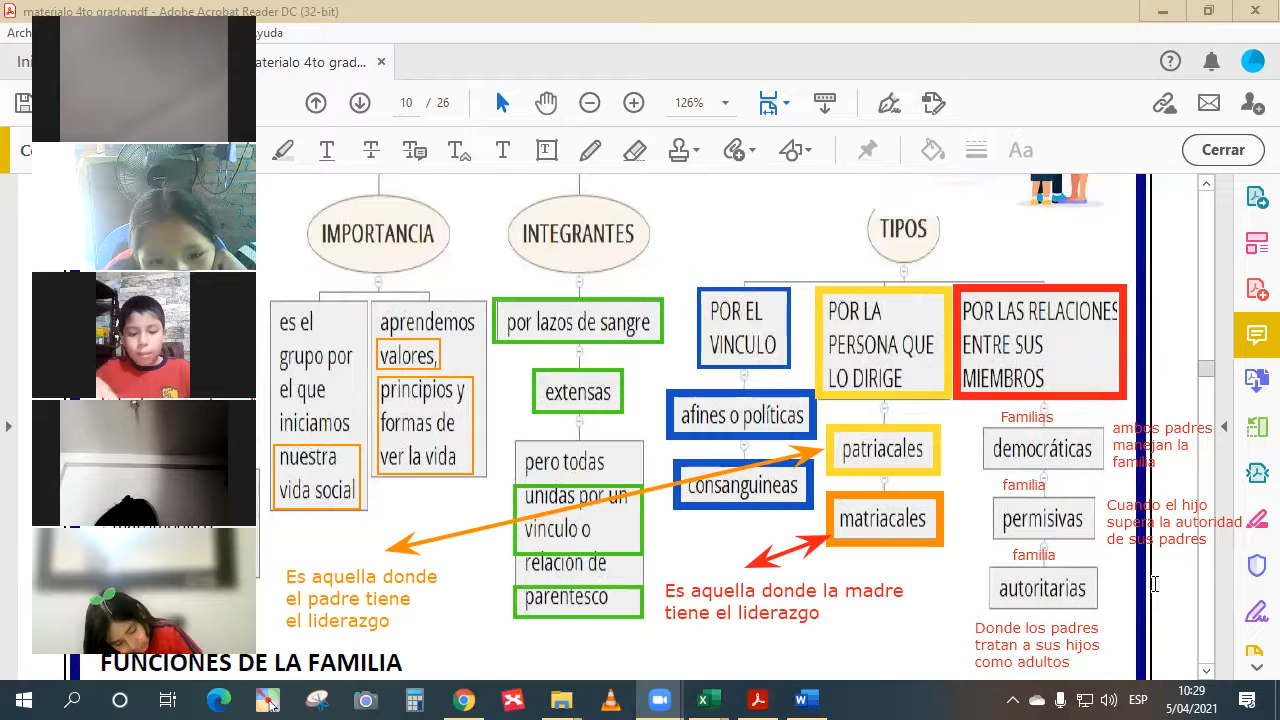 materialo 4to grado.pdf - Adobe Acrobat Reader DC (32-bit)
Arch
yuda
Ini
aterialo 4to grad...
10 / 26
126%
Cerrar
IMPORTANCIA
es el
grupo por
el que
iniciamos
nuestra
vida social
aprendemos
valores,
principios y
formas de
ver la vida
INTEGRANTES
por lazos de sangre
extensas
pero todas
unidas por un
vinculo o
relación de
parentesco
TIPOS
POR EL
VINCULO
afines o políticas
consanguineas
POR LA
PERSONA QUE
LO DIRIGE
patriacales
matriacales
POR LAS RELACIONES
ENTRE SUS
MIEMBROS
Familias
democráticas
ambos padres
manejan la
familia
familia
permisivas
Cuando el hijo
supera la autoridad
de sus padres
familia
autoritarias
Donde los padres
tratan a sus hijos
como adultos
Es aquella donde
el padre tiene
el liderazgo
Es aquella donde la madre
tiene el liderazgo
FUNCIONES DE LA FAMILIA
ESP
10:29
5/04/2021